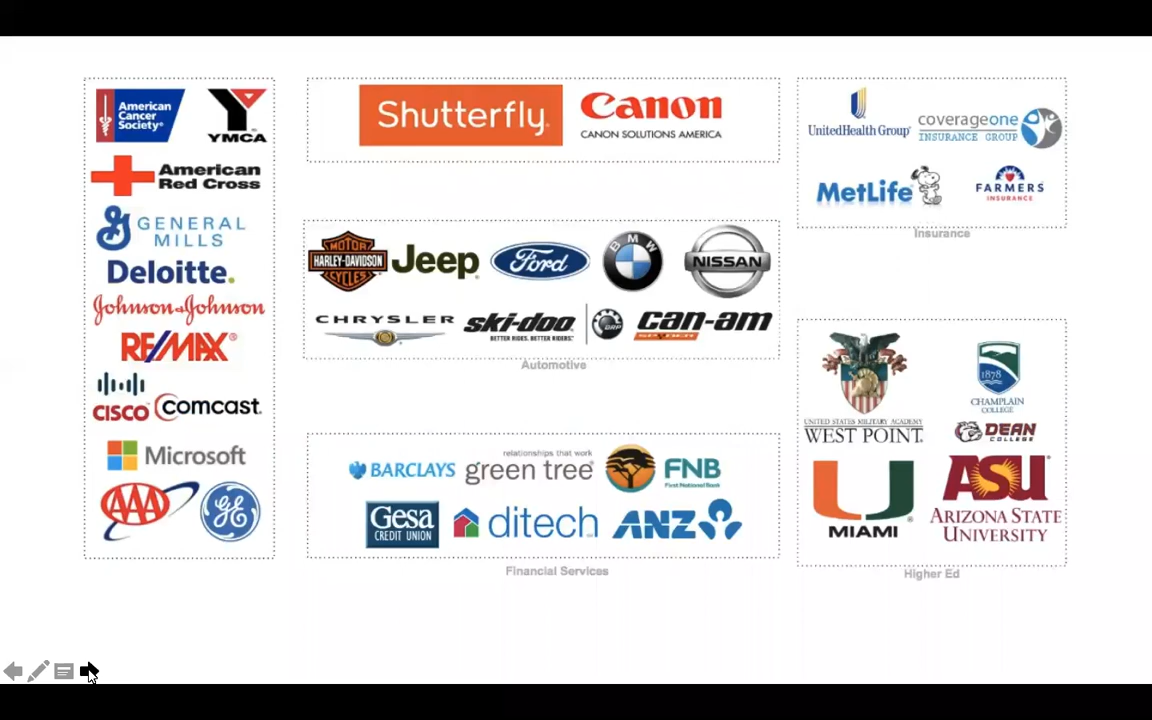 American
Cancer
Society®
YMCA
American
Red Cross
GENERAL
MILLS
Deloitte.
Johnson & Johnson
RE/MAX®
CISCO
Comcast.
Microsoft
AAA
GE
Shutterfly.
Canon
CANON SOLUTIONS AMERICA
MOTOR
HARLEY-DAVIDSON
CYCLES
Jeep®
Ford
BMW
NISSAN
CHRYSLER
ski-doo
BETTER RIDES. BETTER RIDERS.
BRP
can-am
SPYDER
Automotive
BARCLAYS
relationships that work
green tree
FNB
First National Bank
Gesa
CREDIT UNION
ditech
ANZ
Financial Services
UnitedHealth Group®
coverageone
INSURANCE GROUP
MetLife
FARMERS
INSURANCE
Insurance
UNITED STATES MILITARY ACADEMY
WEST POINT.
1878
CHAMPLAIN
COLLEGE
DEAN
COLLEGE
U
MIAMI
ASU
ARIZONA STATE
UNIVERSITY
Higher Ed